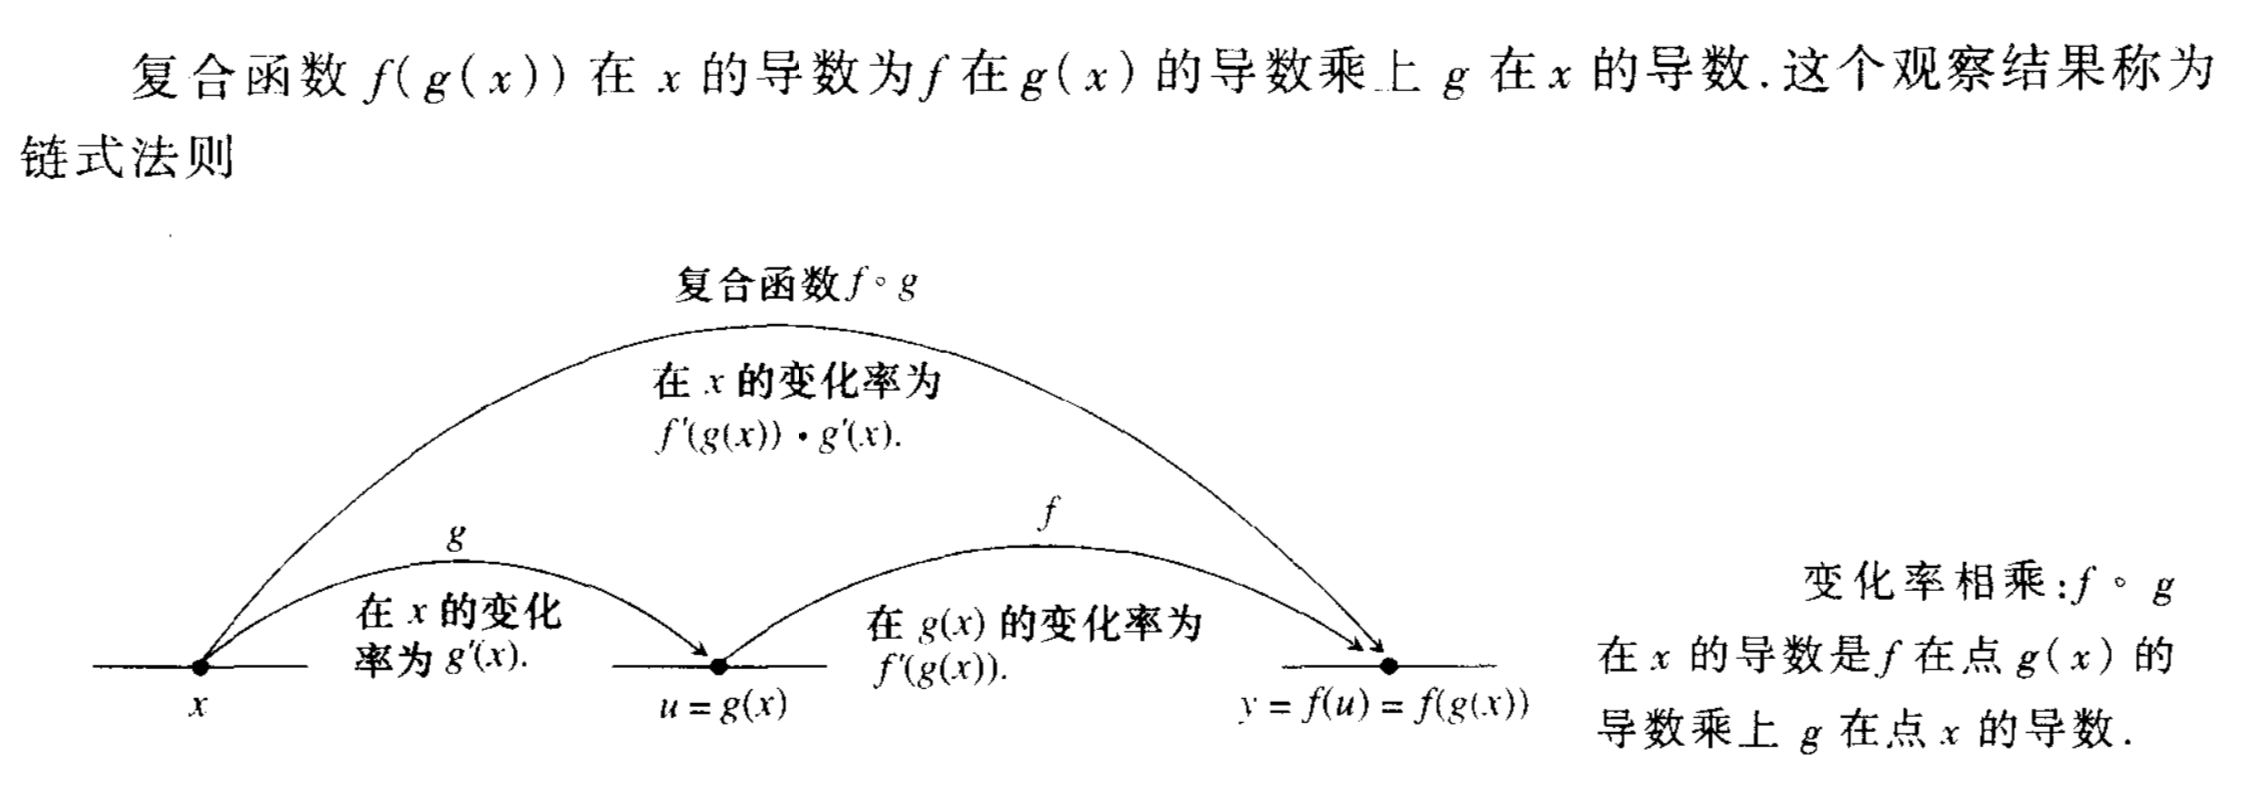 复合函数 f(g(x)) 在 x 的导数为 f 在 g(x) 的导数乘上 g 在 x 的导数.这个观察结果称为
链式法则
复合函数 f∘g
在 x 的变化率为
f′(g(x))·g′(x).
g
在 x 的变化
率为 g′(x).
f
在 g(x) 的变化率为
f′(g(x)).
x
u = g(x)
y = f(u) = f(g(x))
变化率相乘:f∘g
在 x 的导数是 f 在点 g(x) 的
导数乘上 g 在点 x 的导数.